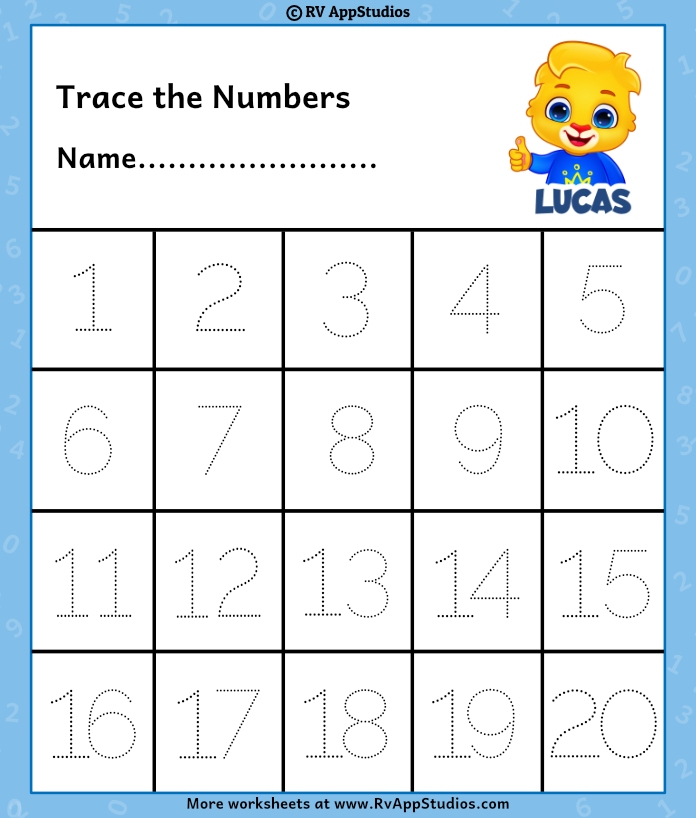 © RV AppStudios
Trace the Numbers
Name........................
LUCAS
1 2 3 4 5
6 7 8 9 10
11 12 13 14 15
16 17 18 19 20
More worksheets at www.RvAppStudios.com